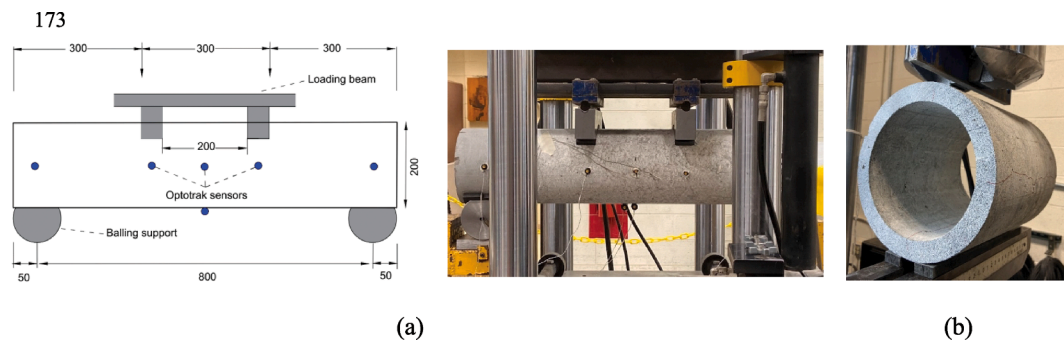 173
300 300 300
Loading beam
200
200
Optotrak sensors
Balling support
50 800 50
(a) (b)